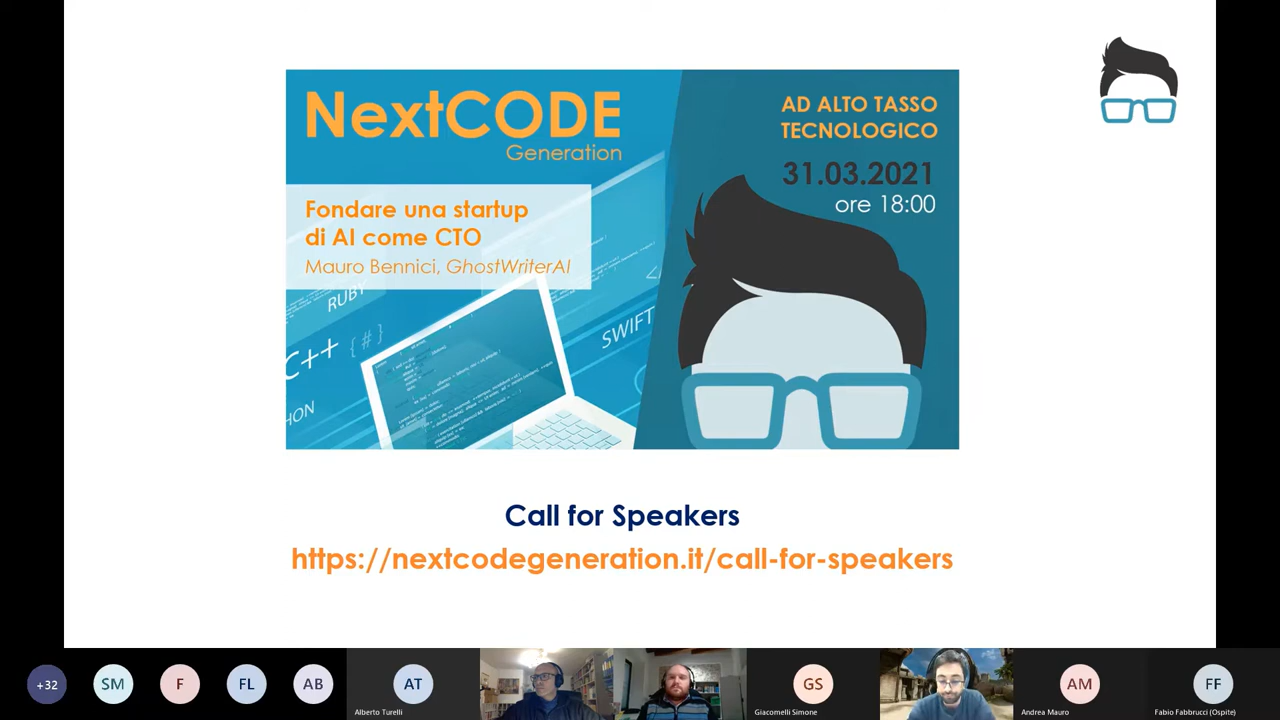 NextCODE
Generation
AD ALTO TASSO
TECNOLOGICO
31.03.2021
ore 18:00
Fondare una startup
di AI come CTO
Mauro Bennici, GhostWriterAI
RUBY
C++ {#}
SWIFT
HON
Call for Speakers
https://nextcodegeneration.it/call-for-speakers
+32
SM
F
FL
AB
AT
Alberto Turelli
GS
Giacomelli Simone
AM
Andrea Mauro
FF
Fabio Fabbrucci (Ospite)